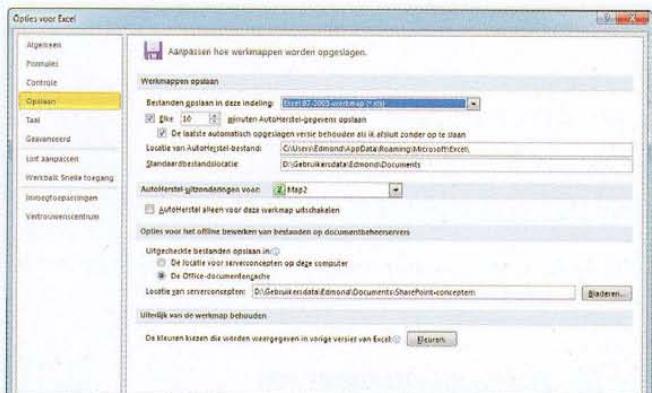 Opties voor Excel
Algemeen
Formules
Controle
Opslaan
Taal
Geavanceerd
Lint aanpassen
Werkbalk Snelle toegang
Invoegtoepassingen
Vertrouwenscentrum
Aanpassen hoe werkmappen worden opgeslagen.
Werkmappen opslaan
Bestanden opslaan in deze indeling: Excel 97-2003-werkmap (*.xls)
Elke 10 minuten AutoHerstel-gegevens opslaan
De laatste automatisch opgeslagen versie behouden als ik afsluit zonder op te slaan
Locatie van AutoHerstel-bestand: C:\Users\Edmond\AppData\Roaming\Microsoft\Excel\
Standaardbestandslocatie: D:\Gebruikersdata\Edmond\Documents
AutoHerstel-uitzonderingen voor: Map2
AutoHerstel alleen voor deze werkmap uitschakelen
Opties voor het offline bewerken van bestanden op documentbeheerservers
Uitgecheckte bestanden opslaan in:
De locatie voor serverconcepten op deze computer
De Office-documentcache
Locatie van serverconcepten: D:\Gebruikersdata\Edmond\Documents\SharePoint-concepten\ Bladeren...
Uiterlijk van de werkmap behouden
De kleuren kiezen die worden weergegeven in vorige versies van Excel: Kleuren...